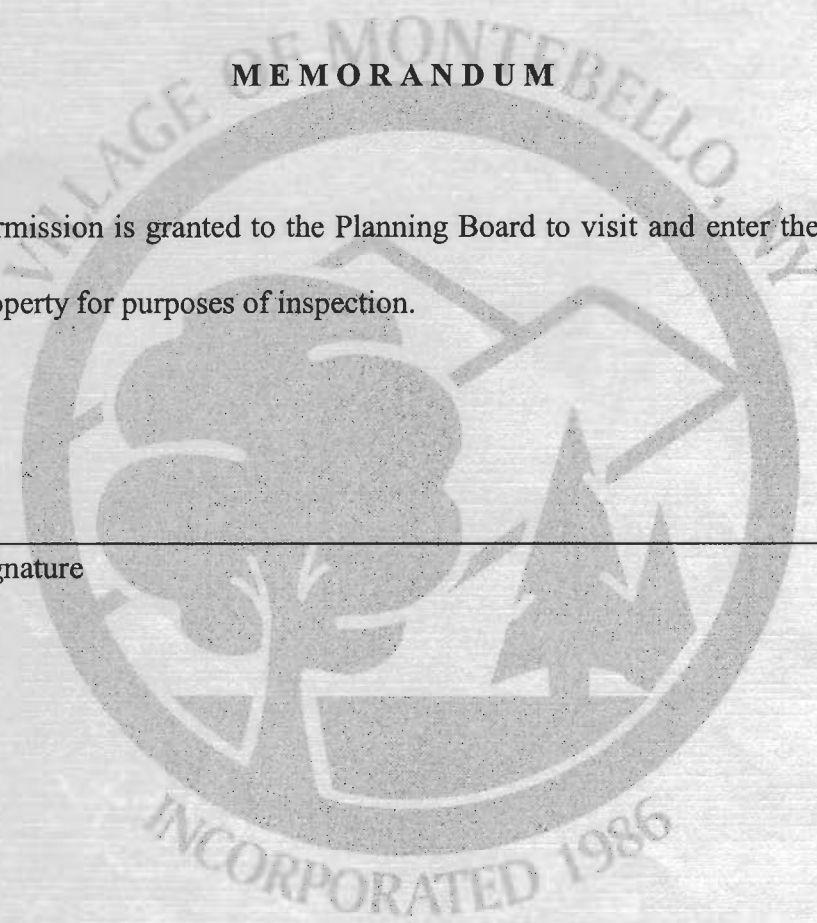 VILLAGE OF MONTEBELLO, NY
MEMORANDUM
rmission is granted to the Planning Board to visit and enter the
operty for purposes of inspection.
gnature
INCORPORATED 1986